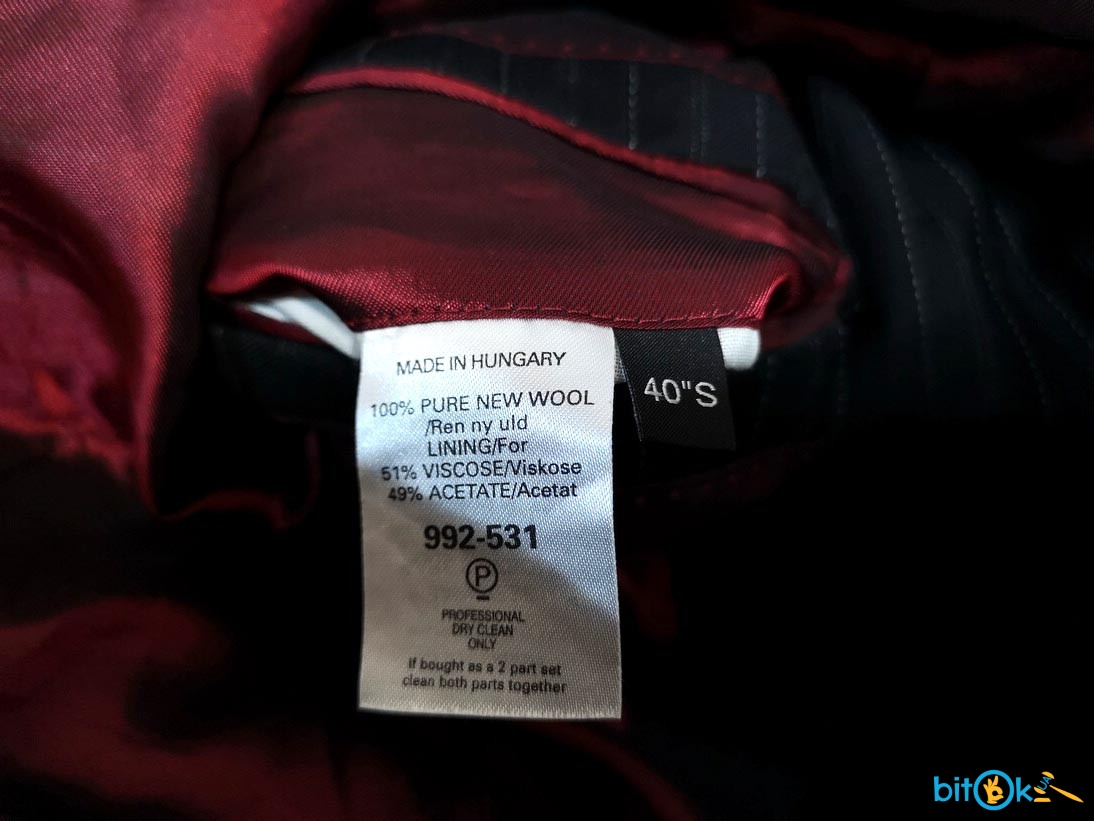 MADE IN HUNGARY
100% PURE NEW WOOL
/Ren ny uld
LINING/For
51% VISCOSE/Viskose
49% ACETATE/Acetat
992-531
P
PROFESSIONAL
DRY CLEAN
ONLY
if bought as a 2 part set
clean both parts together
40"S
bitOk UA